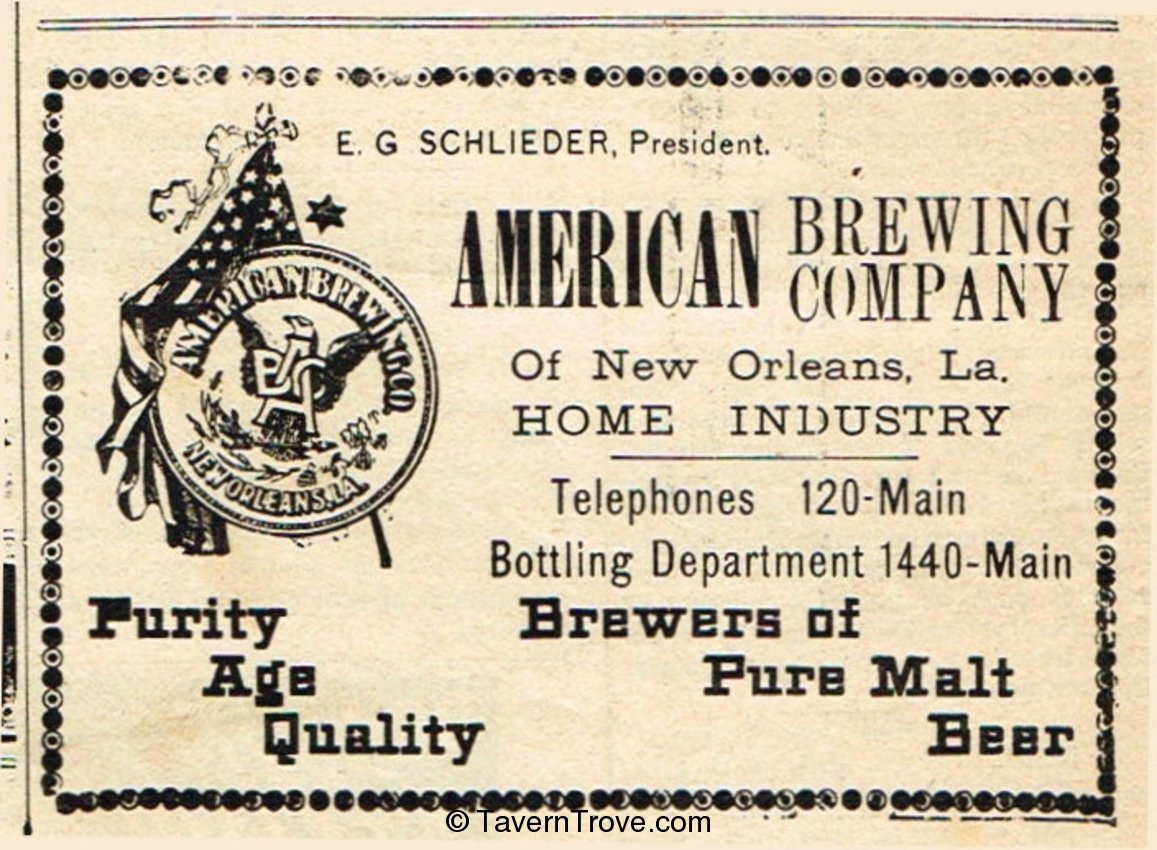 E. G SCHLIEDER, President.
AMERICAN BREWING COMPANY
Of New Orleans, La.
HOME INDUSTRY
Telephones 120-Main
Bottling Department 1440-Main
AMERICAN BREWING CO.
BAC
NEW ORLEANS, LA.
Purity
Age
Quality
Brewers of
Pure Malt
Beer
© TavernTrove.com